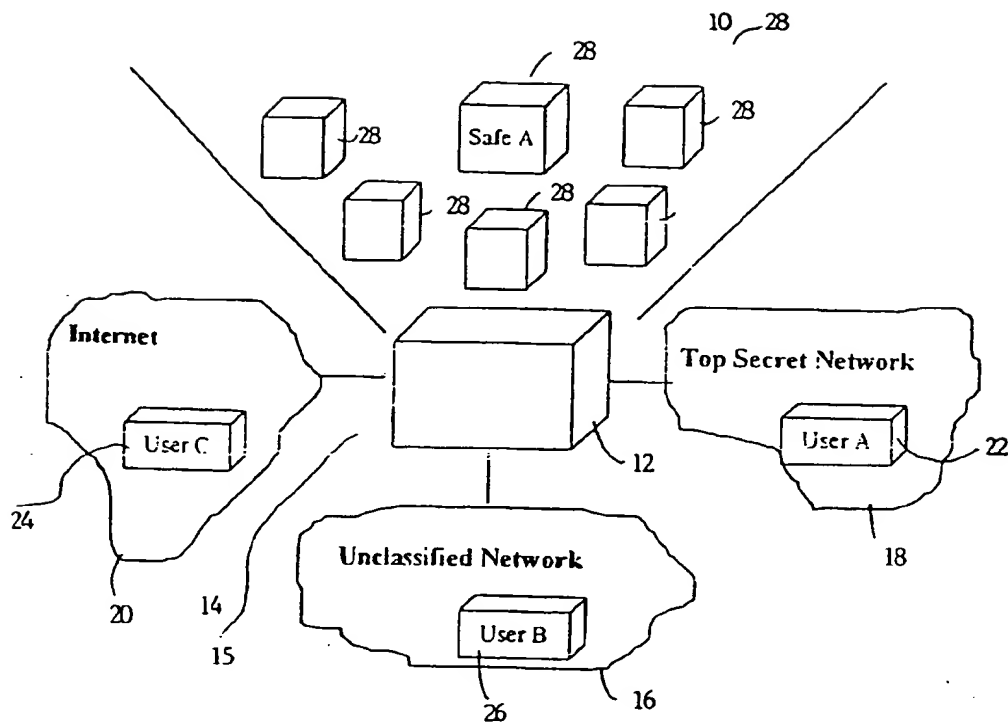 10 28
28
28
Safe A
28
28
28
Internet
Top Secret Network
User C
User A
12
22
24
18
20
Unclassified Network
14
15
User B
26
16